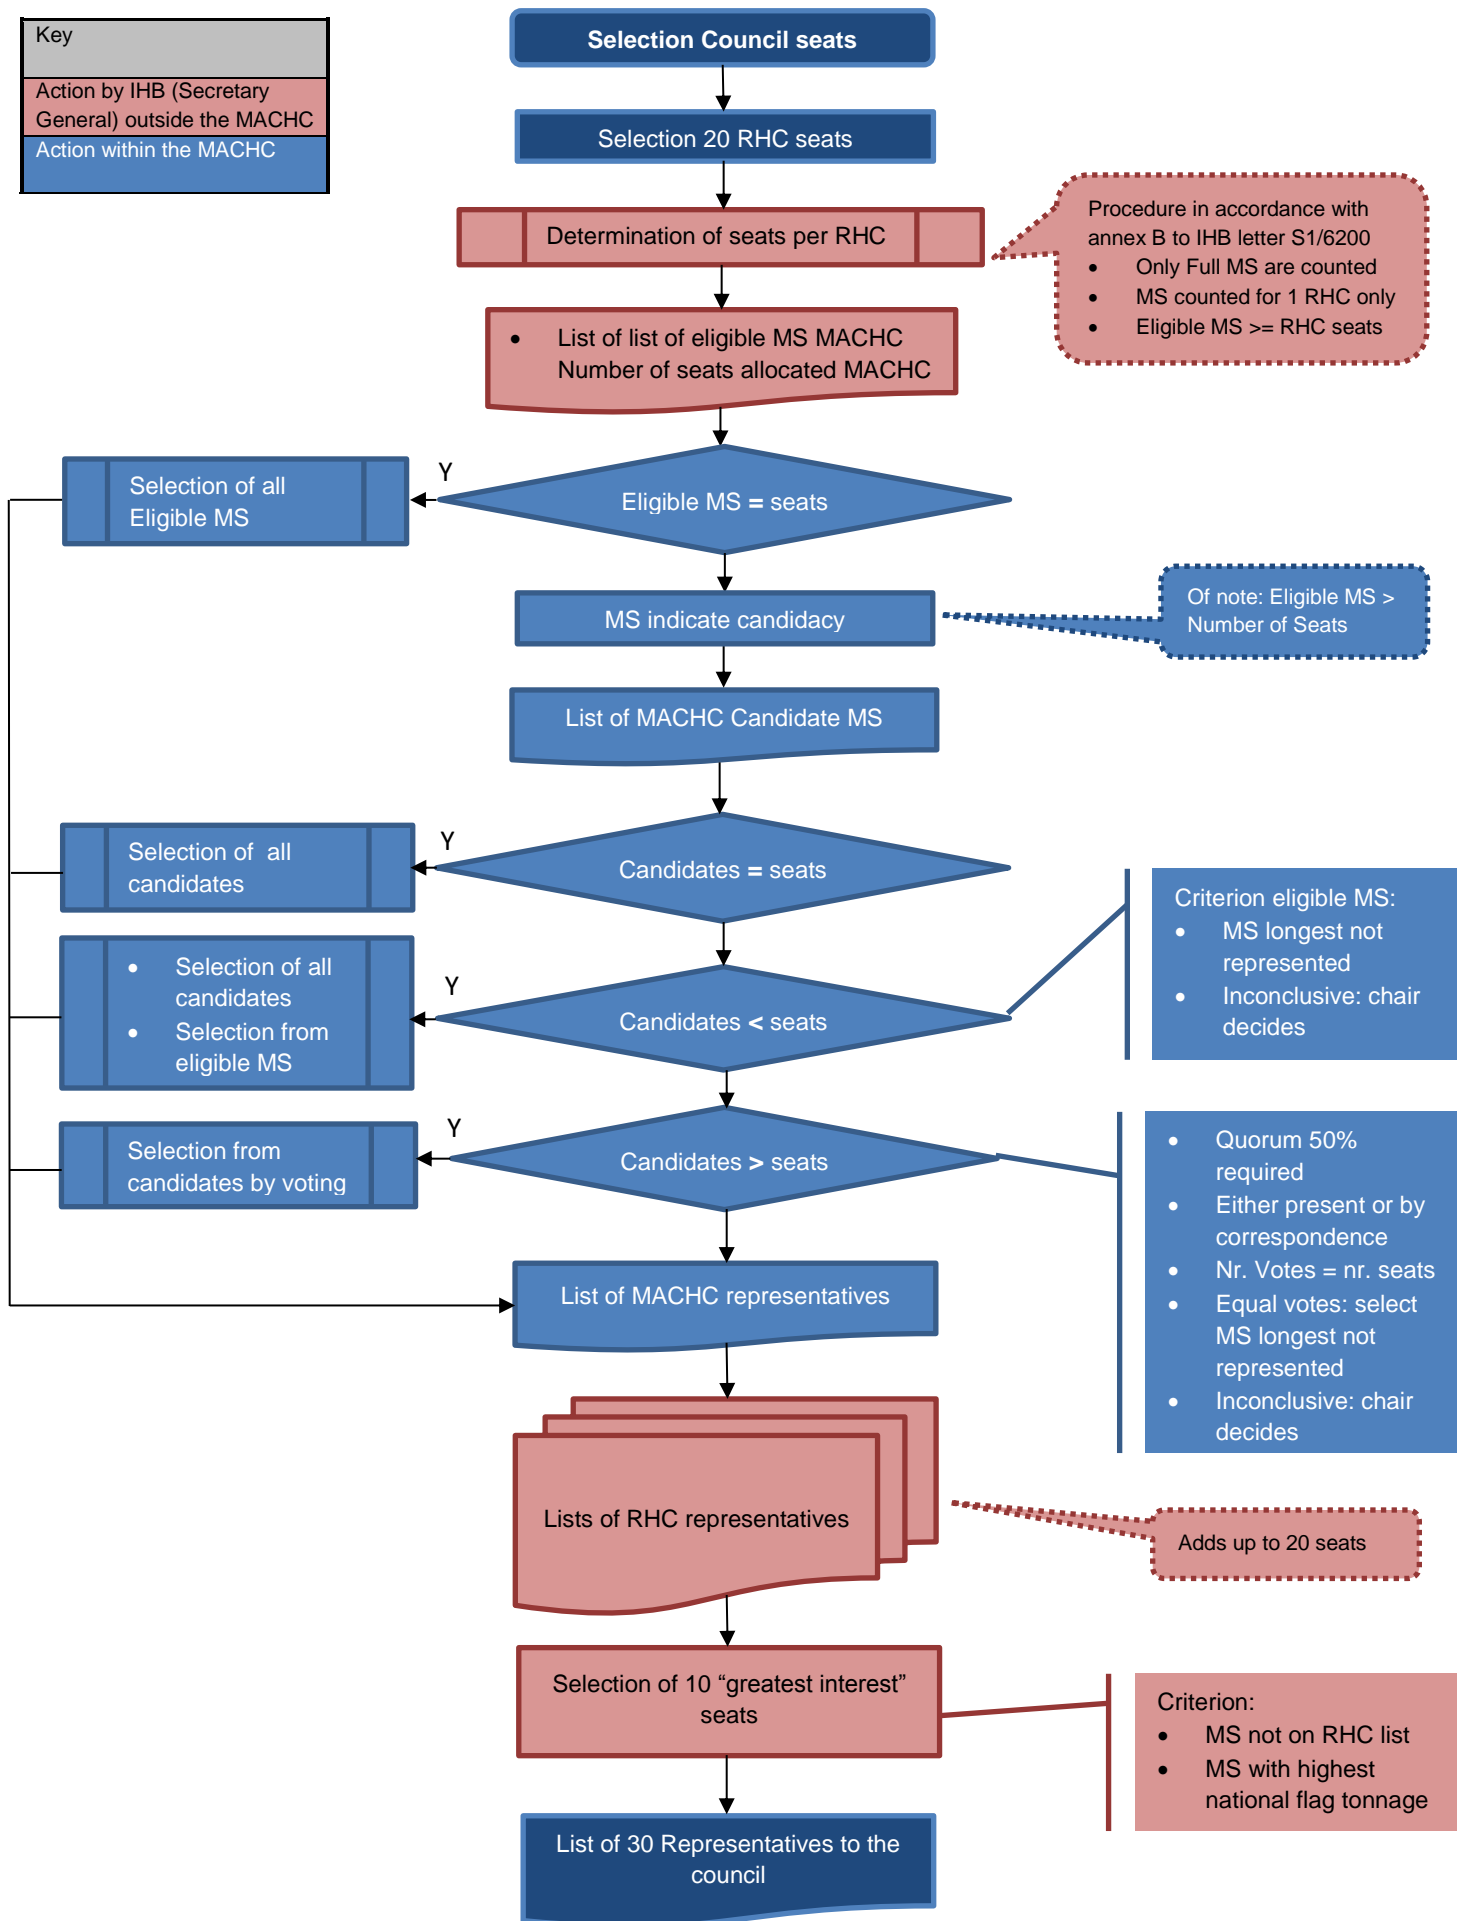 Key
Action by IHB (Secretary
General) outside the MACHC
Action within the MACHC
Selection Council seats
Selection 20 RHC seats
Determination of seats per RHC
Procedure in accordance with
annex B to IHB letter S1/6200
• Only Full MS are counted
• MS counted for 1 RHC only
• Eligible MS >= RHC seats
• List of list of eligible MS MACHC
Number of seats allocated MACHC
Eligible MS = seats
Y
Selection of all
Eligible MS
MS indicate candidacy
Of note: Eligible MS >
Number of Seats
List of MACHC Candidate MS
Candidates = seats
Y
Selection of all
candidates
Candidates < seats
Y
• Selection of all
candidates
• Selection from
eligible MS
Criterion eligible MS:
• MS longest not
represented
• Inconclusive: chair
decides
Candidates > seats
Y
Selection from
candidates by voting
• Quorum 50%
required
• Either present or by
correspondence
• Nr. Votes = nr. seats
• Equal votes: select
MS longest not
represented
• Inconclusive: chair
decides
List of MACHC representatives
Lists of RHC representatives
Adds up to 20 seats
Selection of 10 “greatest interest”
seats
Criterion:
• MS not on RHC list
• MS with highest
national flag tonnage
List of 30 Representatives to the
council